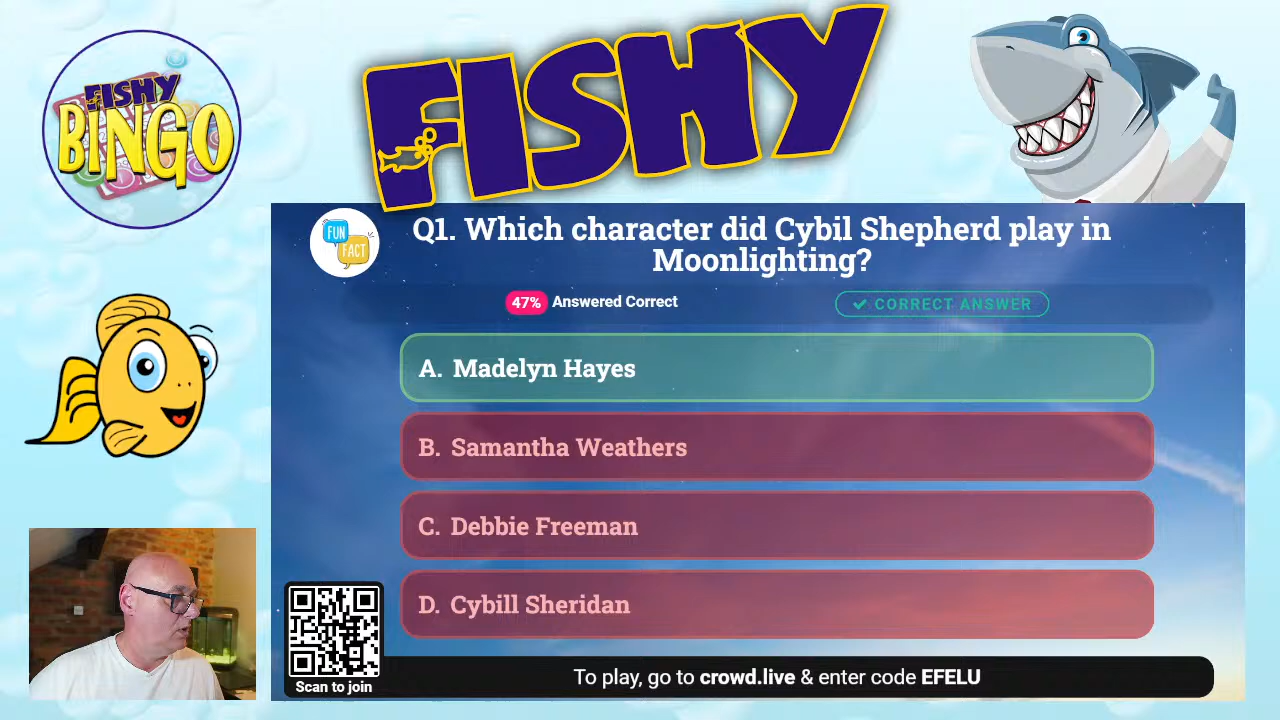 FISHY
BINGO
FISHY
FUN
FACT
Q1. Which character did Cybil Shepherd play in
Moonlighting?
47% Answered Correct
CORRECT ANSWER
A. Madelyn Hayes
B. Samantha Weathers
C. Debbie Freeman
D. Cybill Sheridan
Scan to join
To play, go to crowd.live & enter code EFELU